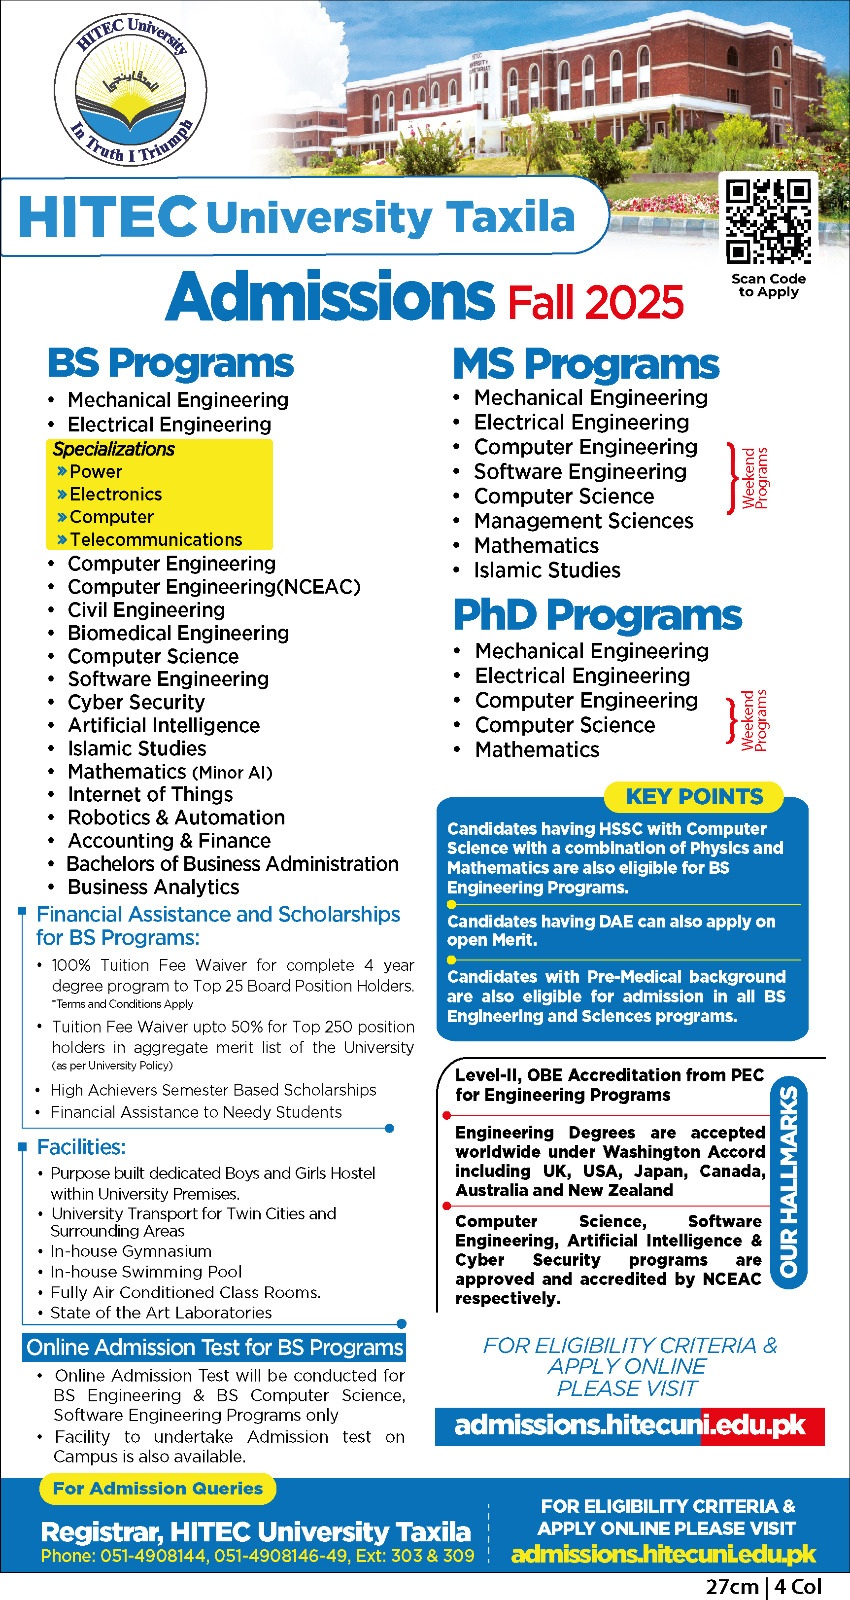 HITEC University
In Truth I Triumph
HITEC
UNIVERSITY
HITEC University Taxila
Scan Code
to Apply
Admissions Fall 2025
BS Programs
• Mechanical Engineering
• Electrical Engineering
Specializations
» Power
» Electronics
» Computer
» Telecommunications
• Computer Engineering
• Computer Engineering(NCEAC)
• Civil Engineering
• Biomedical Engineering
• Computer Science
• Software Engineering
• Cyber Security
• Artificial Intelligence
• Islamic Studies
• Mathematics (Minor AI)
• Internet of Things
• Robotics & Automation
• Accounting & Finance
• Bachelors of Business Administration
• Business Analytics
Financial Assistance and Scholarships
for BS Programs:
• 100% Tuition Fee Waiver for complete 4 year
degree program to Top 25 Board Position Holders.
*Terms and Conditions Apply
• Tuition Fee Waiver upto 50% for Top 250 position
holders in aggregate merit list of the University
(as per University Policy)
• High Achievers Semester Based Scholarships
• Financial Assistance to Needy Students
Facilities:
• Purpose built dedicated Boys and Girls Hostel
within University Premises.
• University Transport for Twin Cities and
Surrounding Areas
• In-house Gymnasium
• In-house Swimming Pool
• Fully Air Conditioned Class Rooms.
• State of the Art Laboratories
Online Admission Test for BS Programs
• Online Admission Test will be conducted for
BS Engineering & BS Computer Science,
Software Engineering Programs only
• Facility to undertake Admission test on
Campus is also available.
MS Programs
• Mechanical Engineering
• Electrical Engineering
• Computer Engineering
• Software Engineering
• Computer Science
• Management Sciences
• Mathematics
• Islamic Studies
Weekend
Programs
PhD Programs
• Mechanical Engineering
• Electrical Engineering
• Computer Engineering
• Computer Science
• Mathematics
Weekend
Programs
KEY POINTS
Candidates having HSSC with Computer
Science with a combination of Physics and
Mathematics are also eligible for BS
Engineering Programs.
Candidates having DAE can also apply on
open Merit.
Candidates with Pre-Medical background
are also eligible for admission in all BS
Engineering and Sciences programs.
Level-II, OBE Accreditation from PEC
for Engineering Programs
Engineering Degrees are accepted
worldwide under Washington Accord
including UK, USA, Japan, Canada,
Australia and New Zealand
Computer Science, Software
Engineering, Artificial Intelligence &
Cyber Security programs are
approved and accredited by NCEAC
respectively.
OUR HALLMARKS
FOR ELIGIBILITY CRITERIA &
APPLY ONLINE
PLEASE VISIT
admissions.hitecuni.edu.pk
For Admission Queries
Registrar, HITEC University Taxila
Phone: 051-4908144, 051-4908146-49, Ext: 303 & 309
FOR ELIGIBILITY CRITERIA &
APPLY ONLINE PLEASE VISIT
admissions.hitecuni.edu.pk
27cm | 4 Col